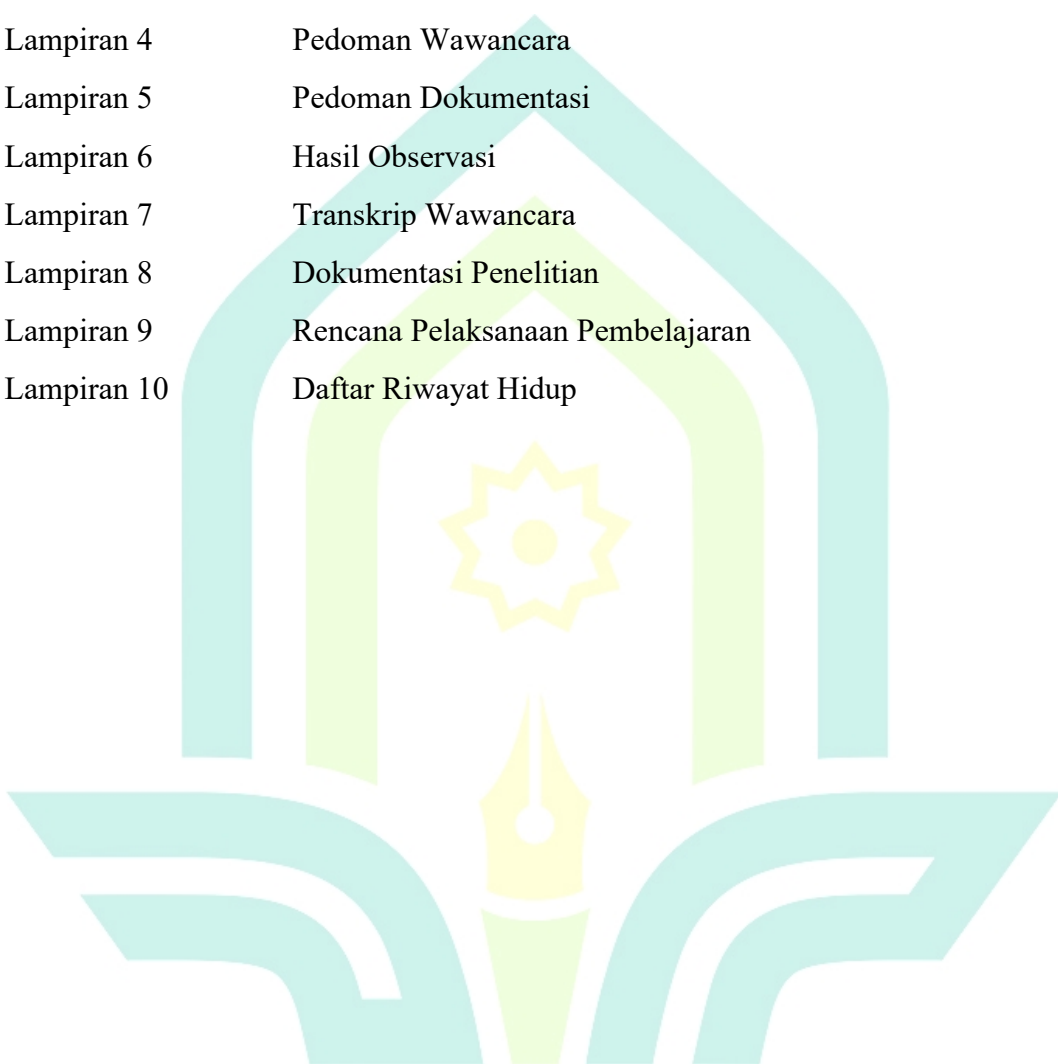 Lampiran 4 Pedoman Wawancara
Lampiran 5 Pedoman Dokumentasi
Lampiran 6 Hasil Observasi
Lampiran 7 Transkrip Wawancara
Lampiran 8 Dokumentasi Penelitian
Lampiran 9 Rencana Pelaksanaan Pembelajaran
Lampiran 10 Daftar Riwayat Hidup